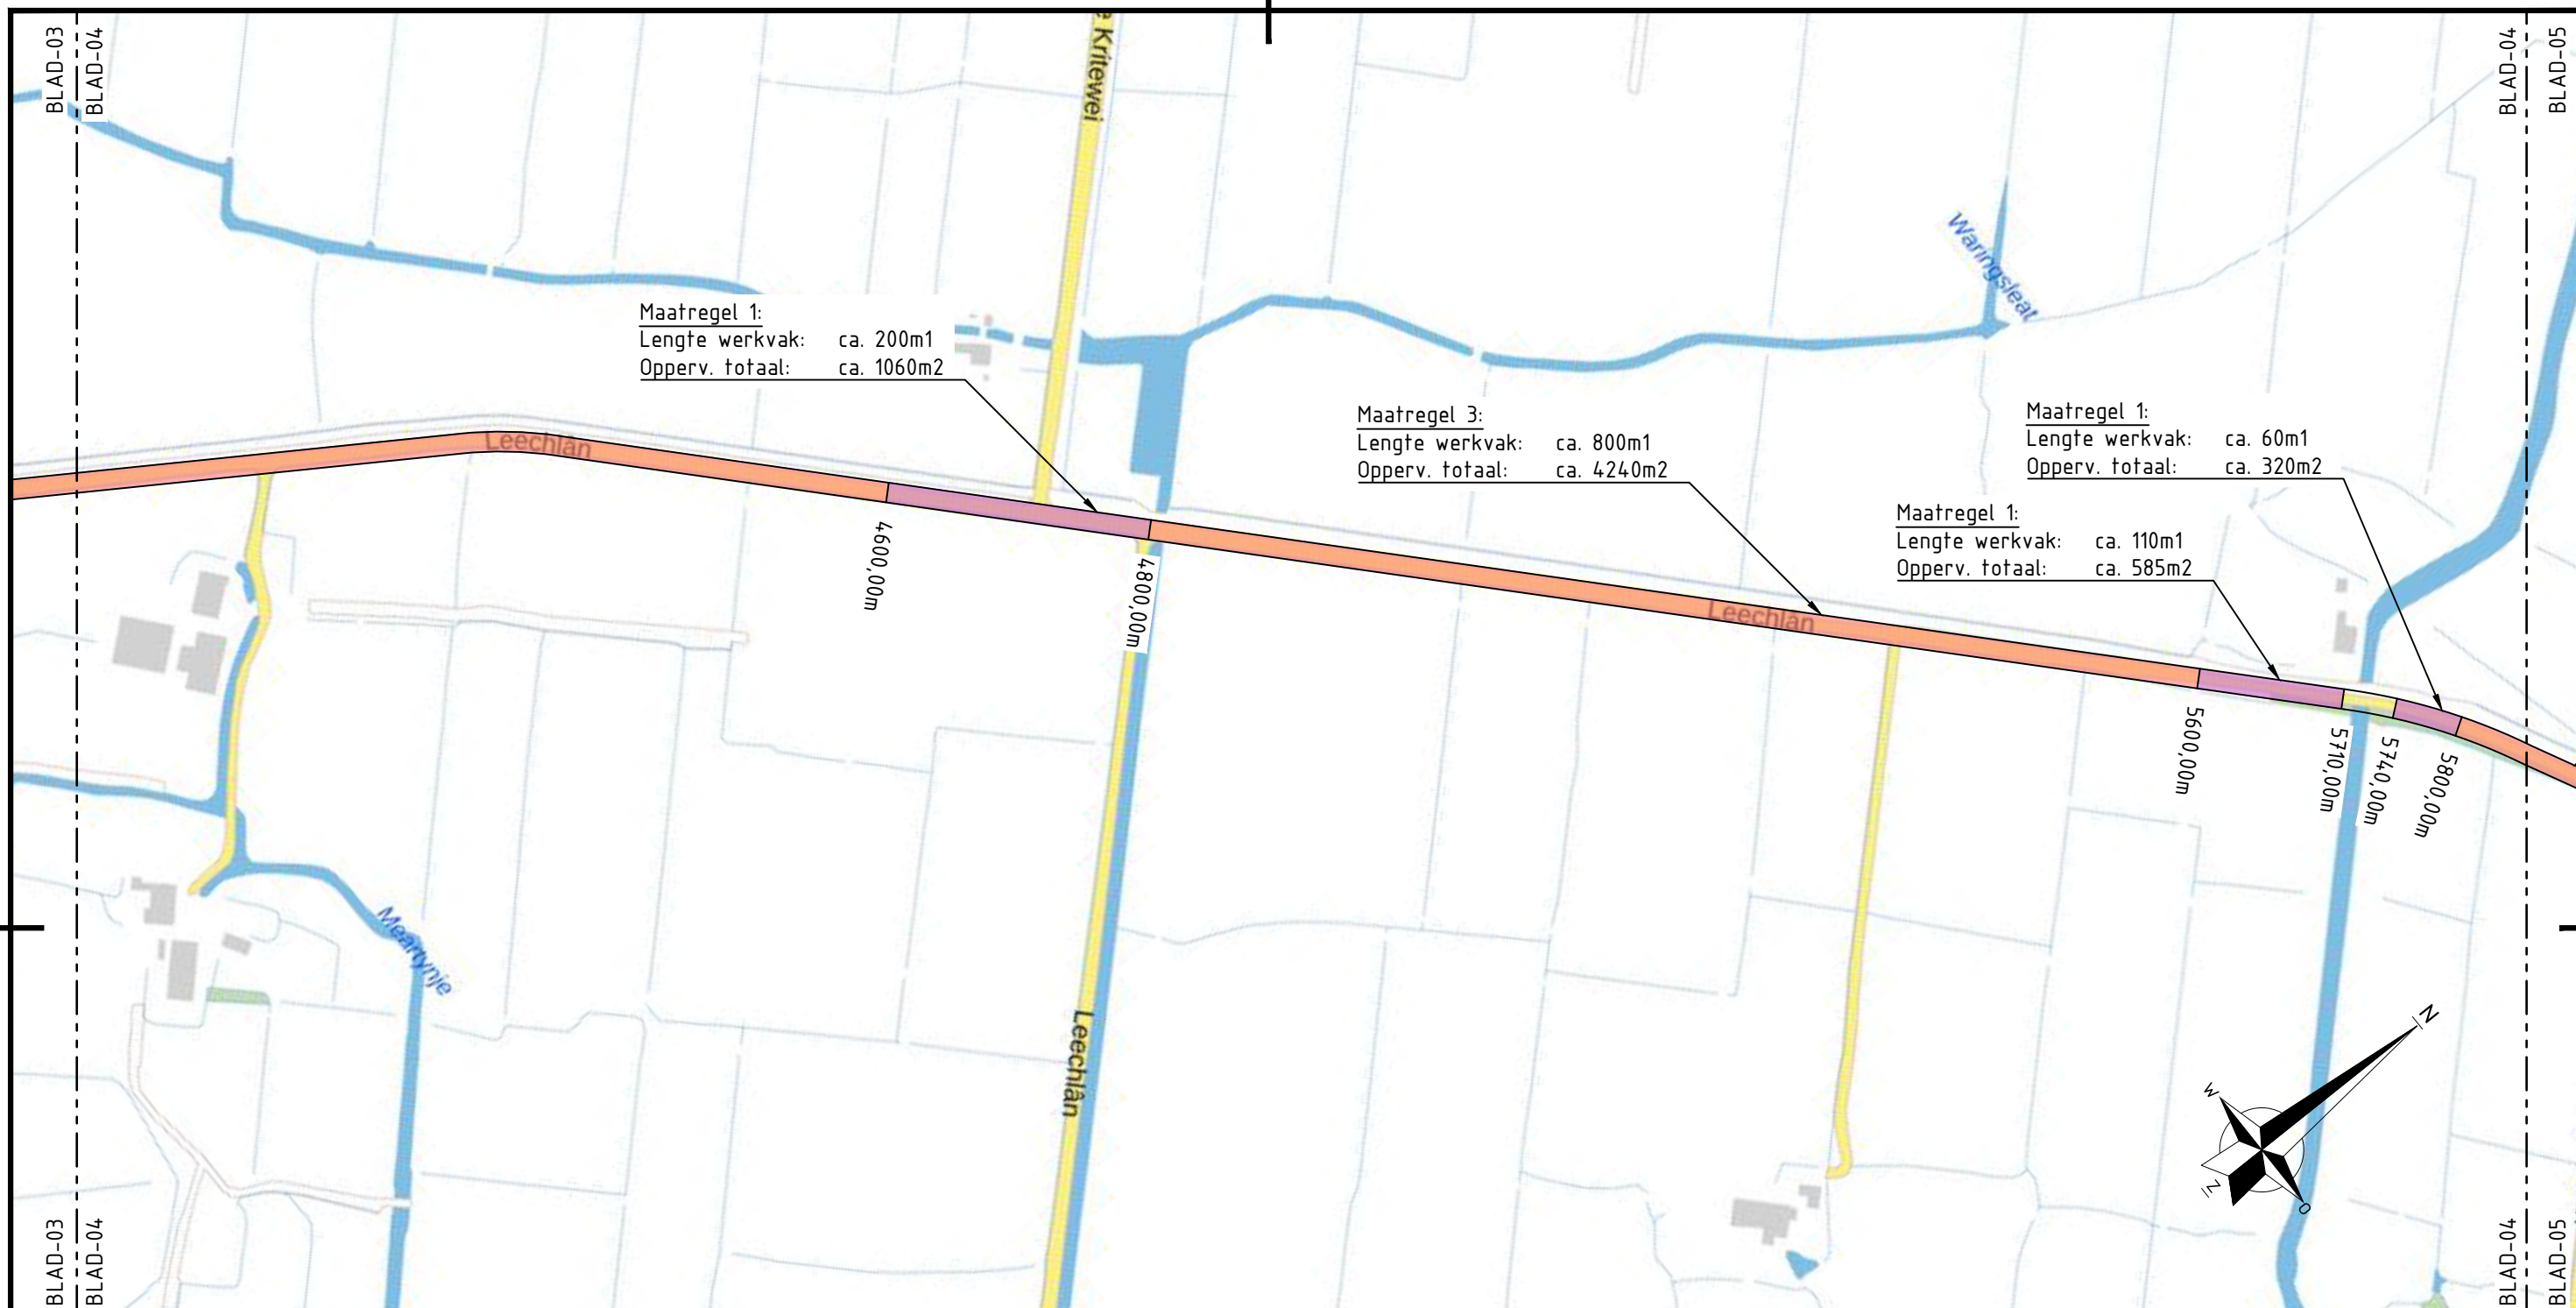 BLAD-03
BLAD-04
BLAD-04
BLAD-05
e Kritewei
Waringsleat
Maatregel 1:
Lengte werkvak: ca. 200m1
Opperv. totaal: ca. 1060m2
Maatregel 3:
Lengte werkvak: ca. 800m1
Opperv. totaal: ca. 4240m2
Maatregel 1:
Lengte werkvak: ca. 60m1
Opperv. totaal: ca. 320m2
Maatregel 1:
Lengte werkvak: ca. 110m1
Opperv. totaal: ca. 585m2
Leechlân
Leechlân
4600,00m
4800,00m
5600,00m
5710,00m
5740,00m
5800,00m
Mearrynje
Leechlân
N
W
Z
O
BLAD-03
BLAD-04
BLAD-04
BLAD-05